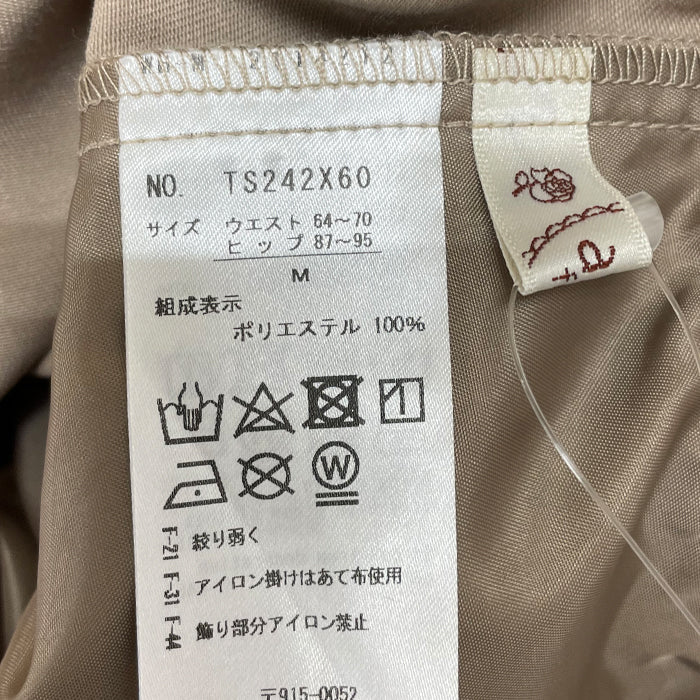 NO. TS242X60
サイズ ウエスト 64～70
ヒップ 87～95
M
組成表示
ポリエステル 100%
W
F-21 F-31 F-44
絞り弱く
アイロン掛けはあて布使用
飾り部分アイロン禁止
〒915-0052